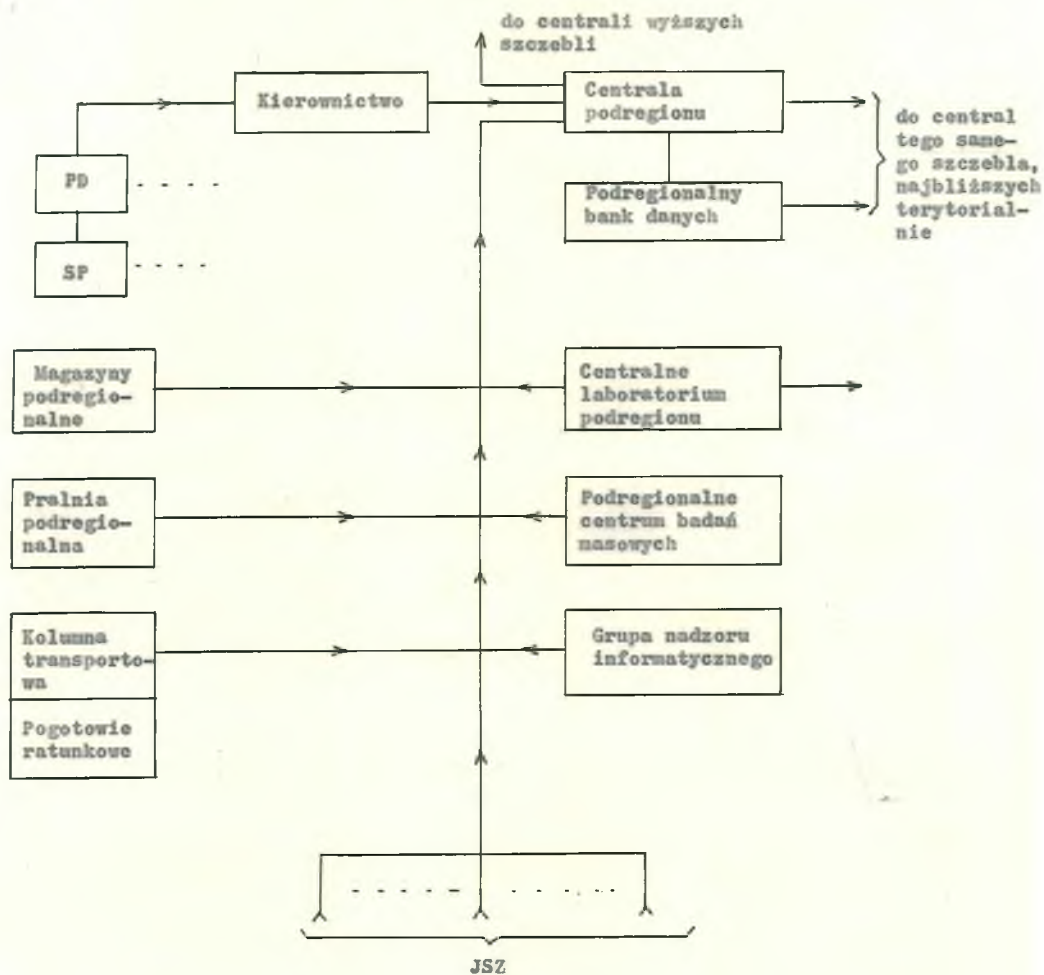 do centrali wyższych
szczebli
Kierownictwo
Centrala
podregionu
do central
tego same-
go szczebla,
najbliższych
terytorial-
nie
PD
Podregionalny
bank danych
SP
Magazyny
podregio-
nalne
Centralne
laboratorium
podregionu
Pralnia
podregio-
nalna
Podregionalne
centrum badań
masowych
Kolumna
transporto-
wa
Grupa nadzoru
informatycznego
Pogotowie
ratunkowe
JSZ